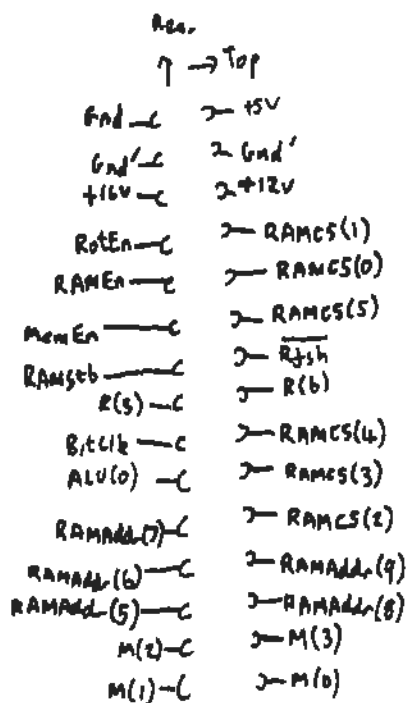 Rear
Top
Gnd +5V
Gnd' Gnd'
+16V +12V
RotEn RAMCS(1)
RAMEn RAMCS(0)
MemEn RAMCS(5)
RAMStb Rfsh
R(5) R(6)
BitClk RAMCS(4)
ALU(0) RAMCS(3)
RAMAddr(7) RAMCS(2)
RAMAddr(6) RAMAddr(9)
RAMAddr(5) RAMAddr(8)
M(2) M(3)
M(1) M(0)